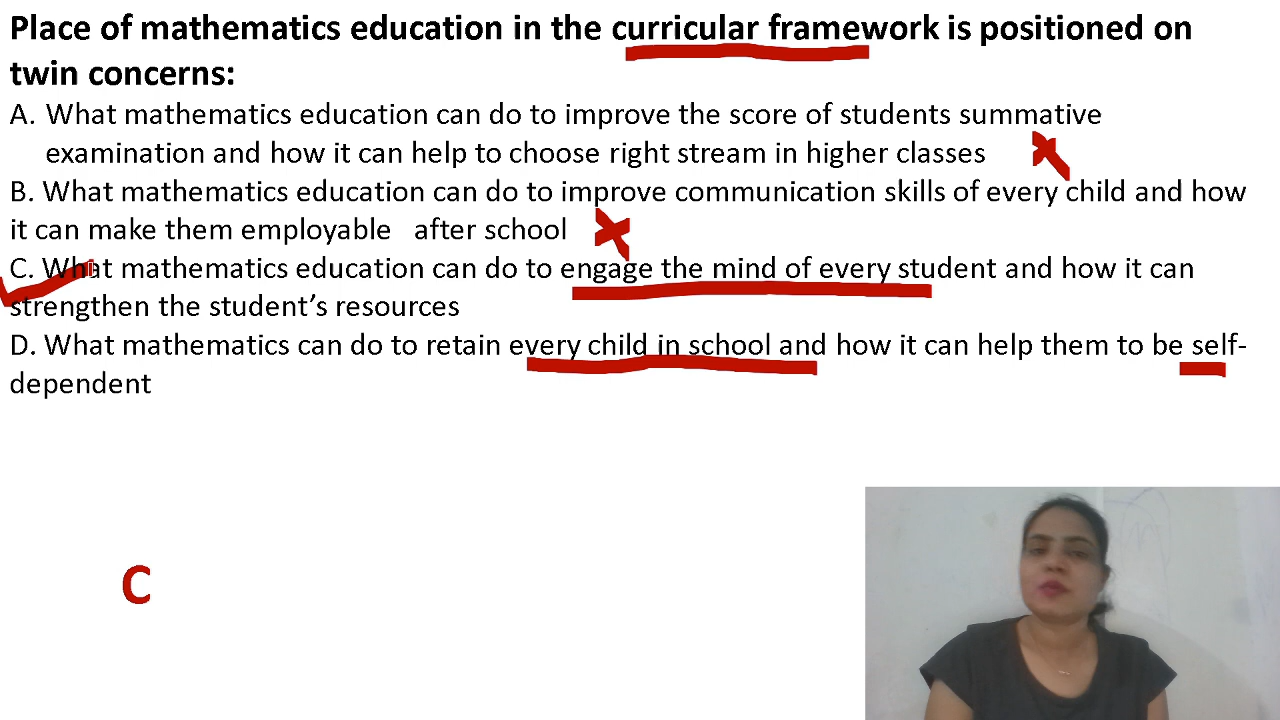 Place of mathematics education in the curricular framework is positioned on
twin concerns:
A. What mathematics education can do to improve the score of students summative
examination and how it can help to choose right stream in higher classes
B. What mathematics education can do to improve communication skills of every child and how
it can make them employable after school
C. What mathematics education can do to engage the mind of every student and how it can
strengthen the student’s resources
D. What mathematics can do to retain every child in school and how it can help them to be self-
dependent
C